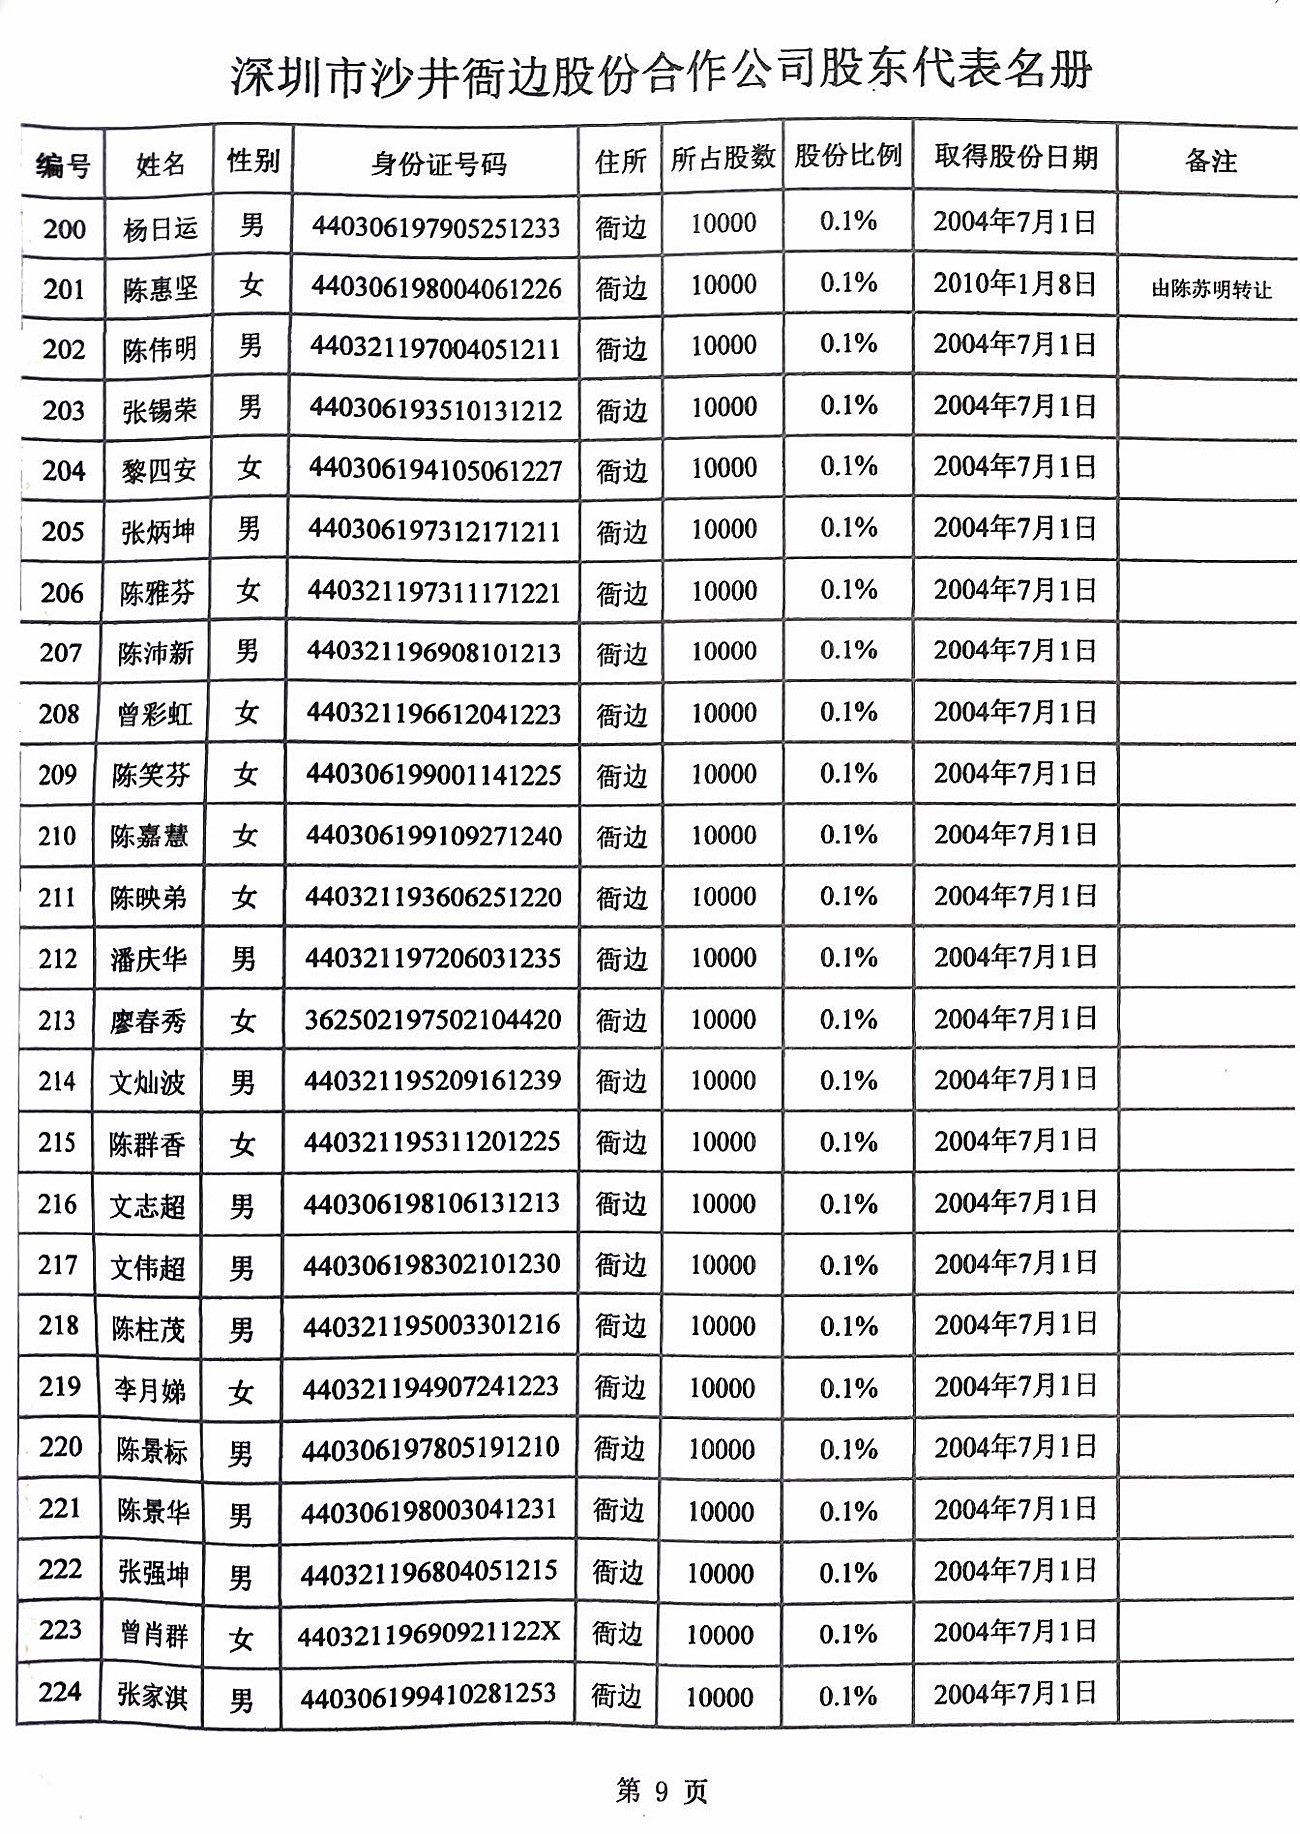 深圳市沙井衙边股份合作公司股东代表名册
编号 姓名 性别 身份证号码 住所 所占股数 股份比例 取得股份日期 备注
200 杨日运 男 440306197905251233 衙边 10000 0.1% 2004年7月1日
201 陈惠坚 女 440306198004061226 衙边 10000 0.1% 2010年1月8日 由陈苏明转让
202 陈伟明 男 440321197004051211 衙边 10000 0.1% 2004年7月1日
203 张锡荣 男 440306193510131212 衙边 10000 0.1% 2004年7月1日
204 黎四安 女 440306194105061227 衙边 10000 0.1% 2004年7月1日
205 张炳坤 男 440306197312171211 衙边 10000 0.1% 2004年7月1日
206 陈雅芬 女 440321197311171221 衙边 10000 0.1% 2004年7月1日
207 陈沛新 男 440321196908101213 衙边 10000 0.1% 2004年7月1日
208 曾彩虹 女 440321196612041223 衙边 10000 0.1% 2004年7月1日
209 陈笑芬 女 440306199001141225 衙边 10000 0.1% 2004年7月1日
210 陈嘉慧 女 440306199109271240 衙边 10000 0.1% 2004年7月1日
211 陈映弟 女 440321193606251220 衙边 10000 0.1% 2004年7月1日
212 潘庆华 男 440321197206031235 衙边 10000 0.1% 2004年7月1日
213 廖春秀 女 362502197502104420 衙边 10000 0.1% 2004年7月1日
214 文灿波 男 440321195209161239 衙边 10000 0.1% 2004年7月1日
215 陈群香 女 440321195311201225 衙边 10000 0.1% 2004年7月1日
216 文志超 男 440306198106131213 衙边 10000 0.1% 2004年7月1日
217 文伟超 男 440306198302101230 衙边 10000 0.1% 2004年7月1日
218 陈柱茂 男 440321195003301216 衙边 10000 0.1% 2004年7月1日
219 李月娣 女 440321194907241223 衙边 10000 0.1% 2004年7月1日
220 陈景标 男 440306197805191210 衙边 10000 0.1% 2004年7月1日
221 陈景华 男 440306198003041231 衙边 10000 0.1% 2004年7月1日
222 张强坤 男 440321196804051215 衙边 10000 0.1% 2004年7月1日
223 曾肖群 女 44032119690921122X 衙边 10000 0.1% 2004年7月1日
224 张家淇 男 440306199410281253 衙边 10000 0.1% 2004年7月1日
第 9 页